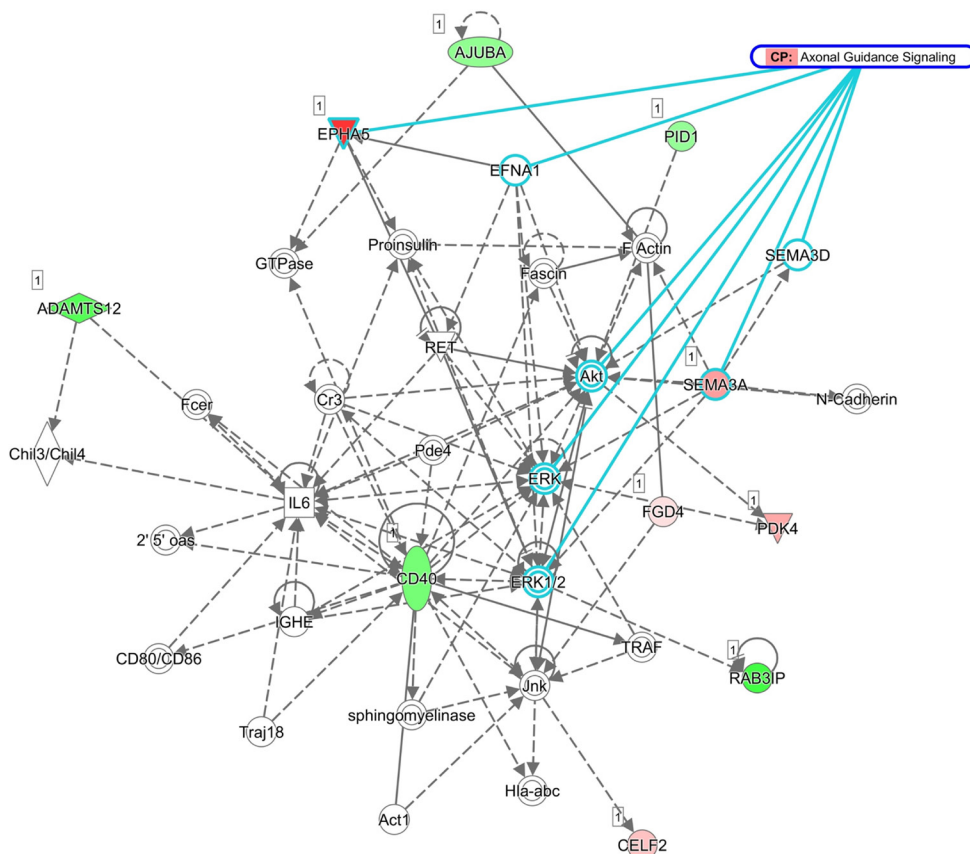 1
AJUBA
CP: Axonal Guidance Signaling
1
EPHA5
1
PID1
EFNA1
Proinsulin
F Actin
SEMA3D
GTPase
Fascin
1
ADAMTS12
RET
1
Akt
SEMA3A
Fcer
Cr3
N-Cadherin
Chil3/Chil4
Pde4
IL6
ERK
1
FGD4
1
PDK4
2' 5' oas
1
CD40
ERK1/2
IGHE
CD80/CD86
TRAF
1
RAB3IP
Jnk
sphingomyelinase
Traj18
Hla-abc
Act1
1
CELF2